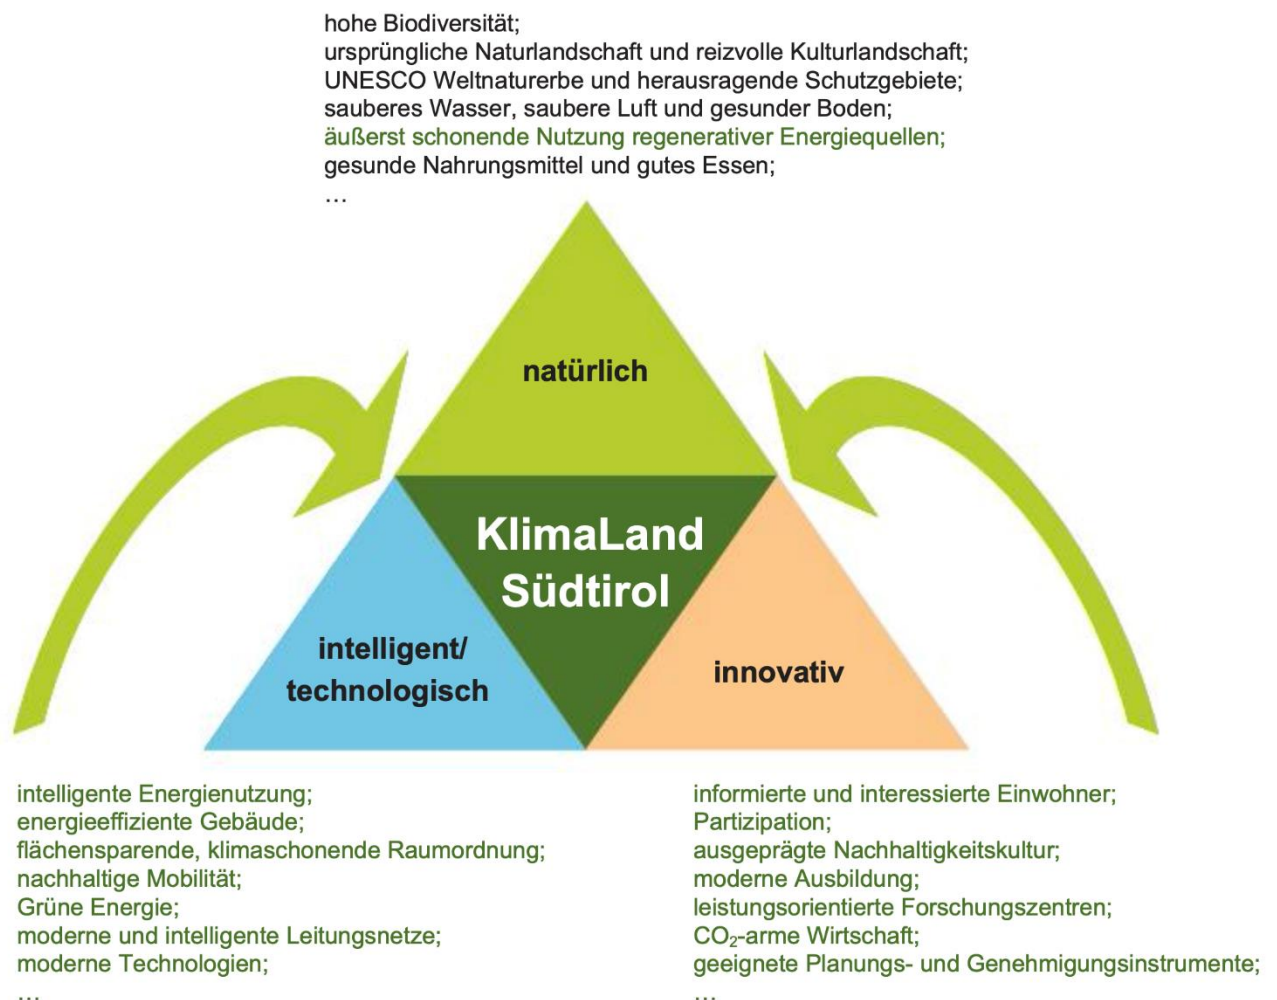 hohe Biodiversität;
ursprüngliche Naturlandschaft und reizvolle Kulturlandschaft;
UNESCO Weltnaturerbe und herausragende Schutzgebiete;
sauberes Wasser, saubere Luft und gesunder Boden;
äußerst schonende Nutzung regenerativer Energiequellen;
gesunde Nahrungsmittel und gutes Essen;
…
natürlich
KlimaLand
Südtirol
intelligent/
technologisch
innovativ
intelligente Energienutzung;
energieeffiziente Gebäude;
flächensparende, klimaschonende Raumordnung;
nachhaltige Mobilität;
Grüne Energie;
moderne und intelligente Leitungsnetze;
moderne Technologien;
…
informierte und interessierte Einwohner;
Partizipation;
ausgeprägte Nachhaltigkeitskultur;
moderne Ausbildung;
leistungsorientierte Forschungszentren;
CO₂-arme Wirtschaft;
geeignete Planungs- und Genehmigungsinstrumente;
…